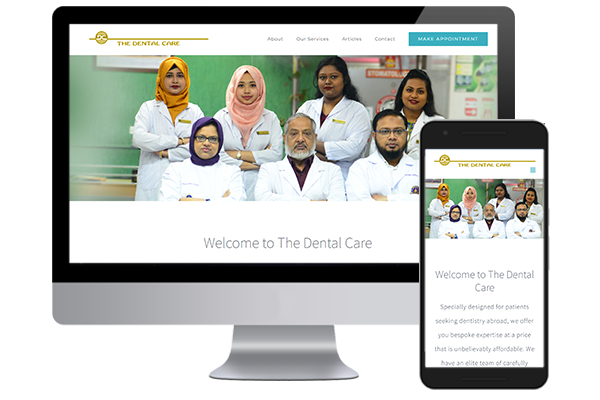 THE DENTAL CARE
About Our Services Articles Contact MAKE APPOINTMENT
STOMATOLOG
Welcome to The Dental Care
THE DENTAL CARE
Welcome to The Dental
Care
Specially designed for patients
seeking dentistry abroad, we offer
you bespoke expertise at a price
that is unbelievably affordable. We
have an elite team of carefully